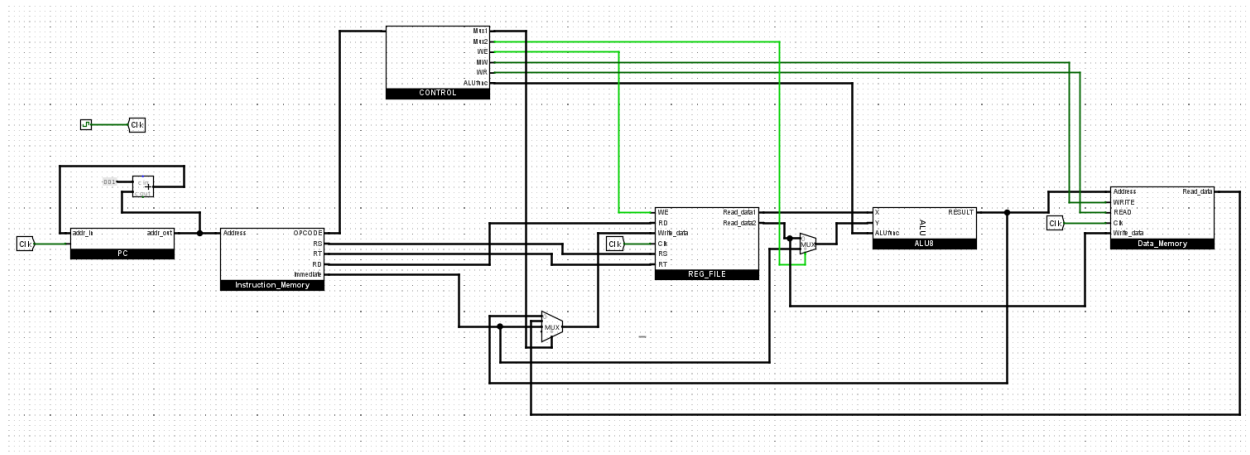 Mux1
Mux2
WE
MW
WR
ALUfunc
CONTROL
Clk
001
addr_in
addr_out
Clk
PC
Address
OPCODE
RS
RT
RD
Immediate
Instruction_Memory
WE
RD
Write_data
Clk
Clk
RS
RT
Read_data1
Read_data2
REG_FILE
MUX
MUX
X
Y
ALUfunc
RESULT
ALU
ALU8
Address
WRITE
READ
Clk
Clk
Write_data
Read_data
Data_Memory